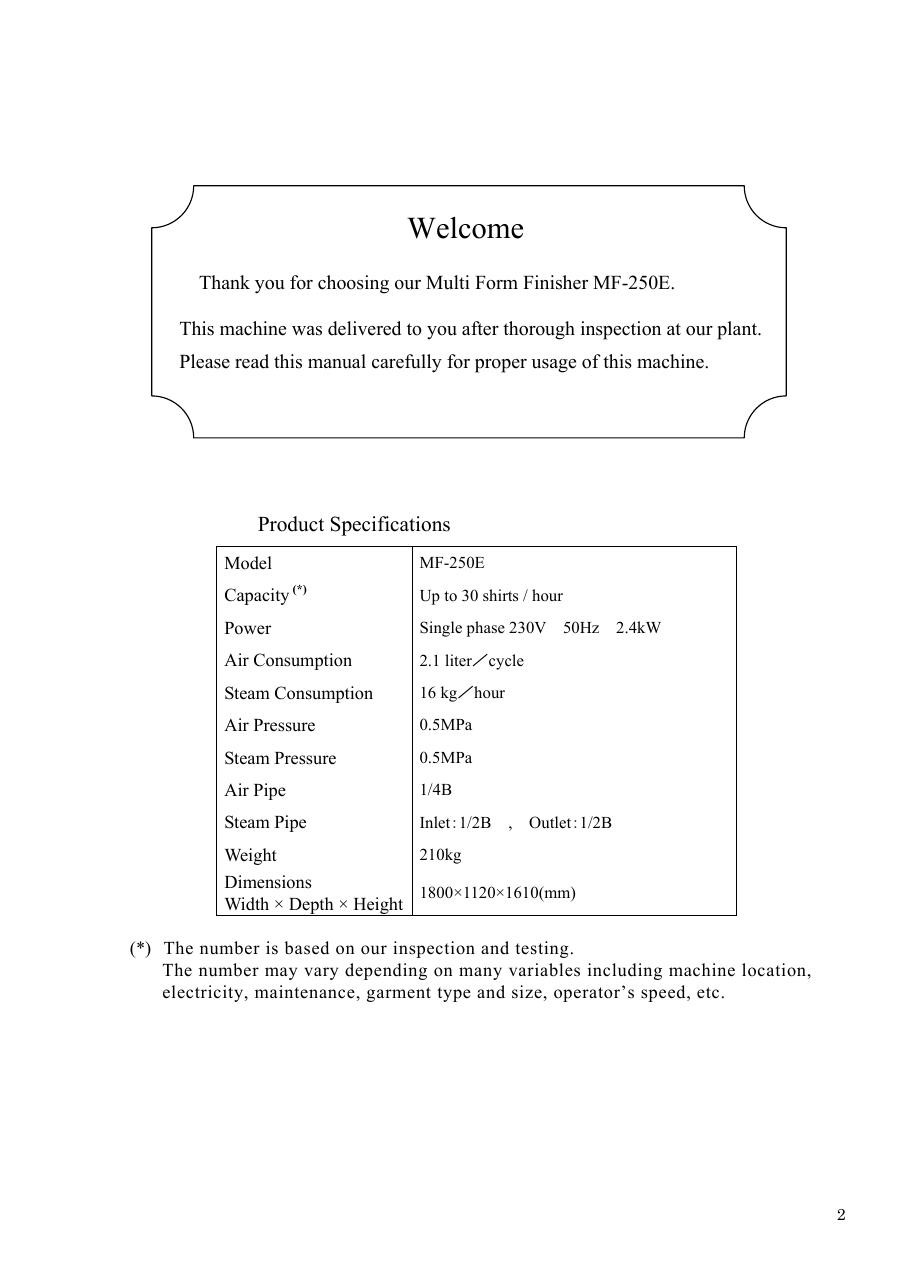 Welcome
Thank you for choosing our Multi Form Finisher MF-250E.
This machine was delivered to you after thorough inspection at our plant.
Please read this manual carefully for proper usage of this machine.
Product Specifications
Model MF-250E
Capacity (*) Up to 30 shirts / hour
Power Single phase 230V 50Hz 2.4kW
Air Consumption 2.1 liter／cycle
Steam Consumption 16 kg／hour
Air Pressure 0.5MPa
Steam Pressure 0.5MPa
Air Pipe 1/4B
Steam Pipe Inlet : 1/2B , Outlet : 1/2B
Weight 210kg
Dimensions
Width × Depth × Height 1800×1120×1610(mm)
(*) The number is based on our inspection and testing.
The number may vary depending on many variables including machine location,
electricity, maintenance, garment type and size, operator’s speed, etc.
2